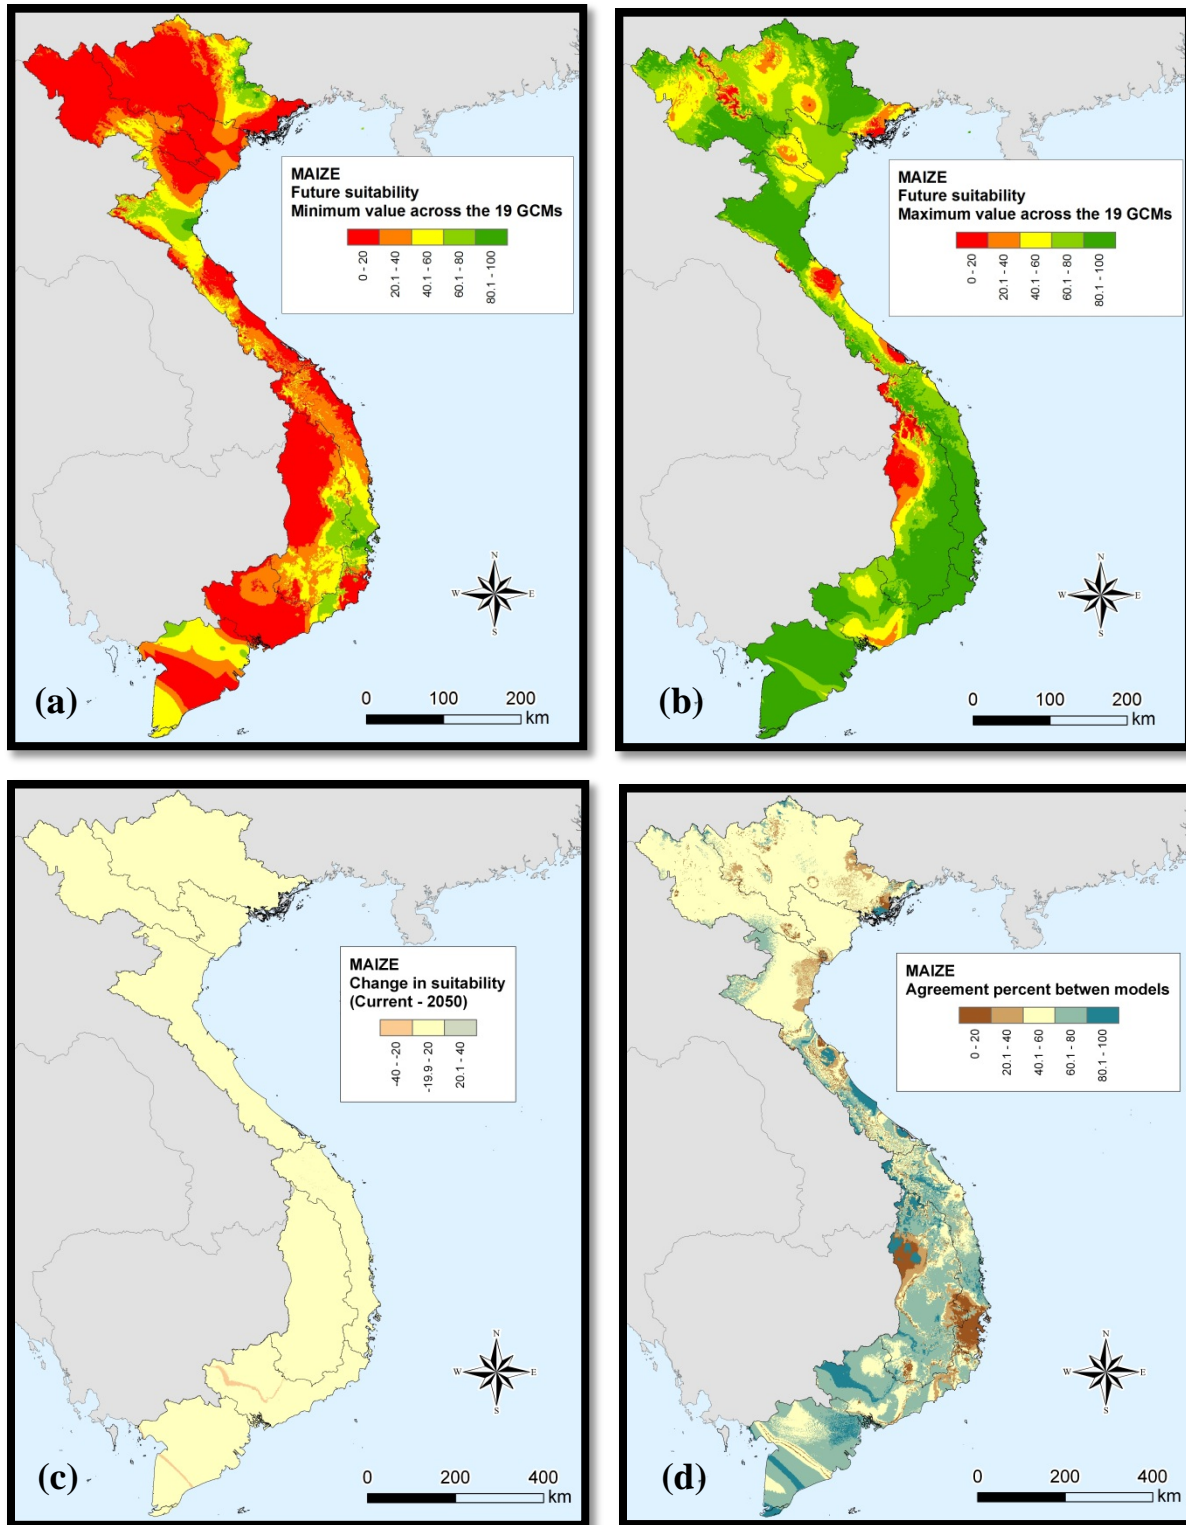 MAIZE
Future suitability
Minimum value across the 19 GCMs
0 - 20
20.1 - 40
40.1 - 60
60.1 - 80
80.1 - 100
N
W E
S
(a)
0 100 200
km
MAIZE
Future suitability
Maximum value across the 19 GCMs
0 - 20
20.1 - 40
40.1 - 60
60.1 - 80
80.1 - 100
N
W E
S
(b)
0 100 200
km
MAIZE
Change in suitability
(Current - 2050)
-40 - -20
-19.9 - 20
20.1 - 40
N
W E
S
(c)
0 200 400
km
MAIZE
Agreement percent betwen models
0 - 20
20.1 - 40
40.1 - 60
60.1 - 80
80.1 - 100
N
W E
S
(d)
0 200 400
km